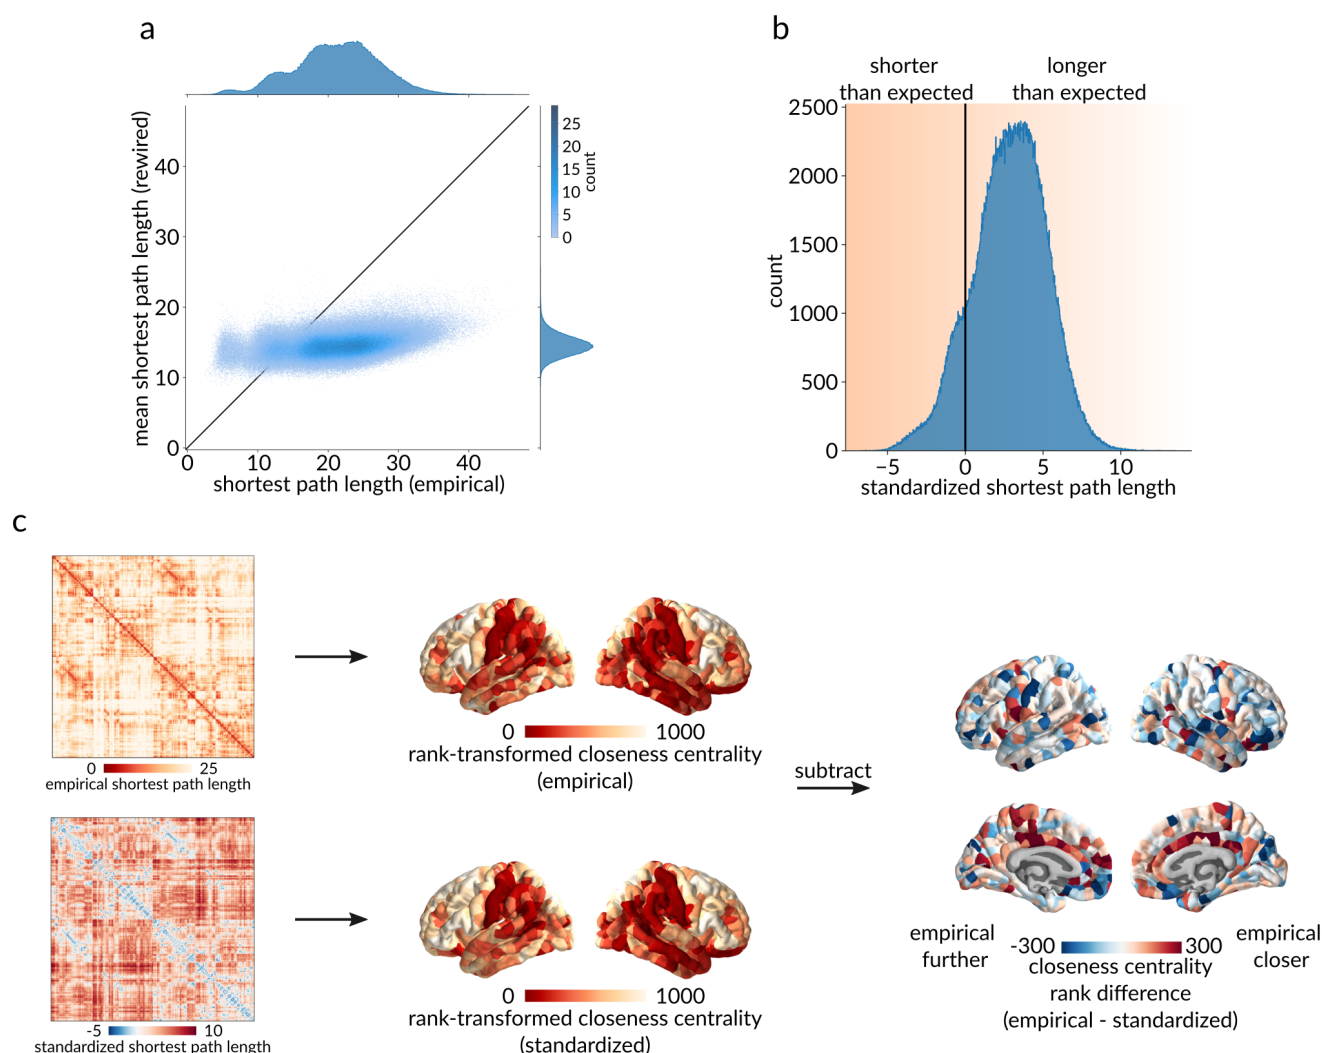 a
mean shortest path length (rewired)
40
30
20
10
0
0 10 20 30 40
shortest path length (empirical)
25
20
15
10
5
0
count
b
shorter
than expected
longer
than expected
2500
2000
1500
1000
500
0
count
−5 0 5 10
standardized shortest path length
c
0 25
empirical shortest path length
-5 10
standardized shortest path length
0 1000
rank-transformed closeness centrality
(empirical)
0 1000
rank-transformed closeness centrality
(standardized)
subtract
empirical
further
-300 300
closeness centrality
rank difference
(empirical - standardized)
empirical
closer